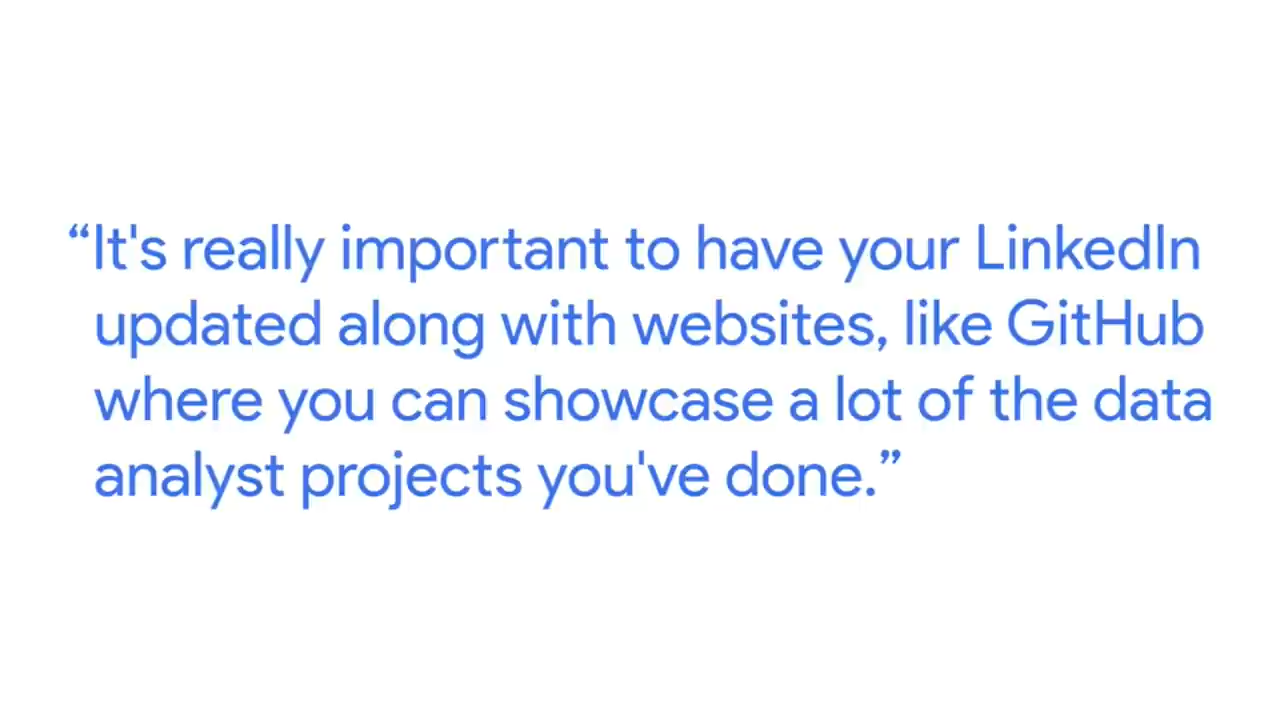 “It's really important to have your LinkedIn
updated along with websites, like GitHub
where you can showcase a lot of the data
analyst projects you've done.”